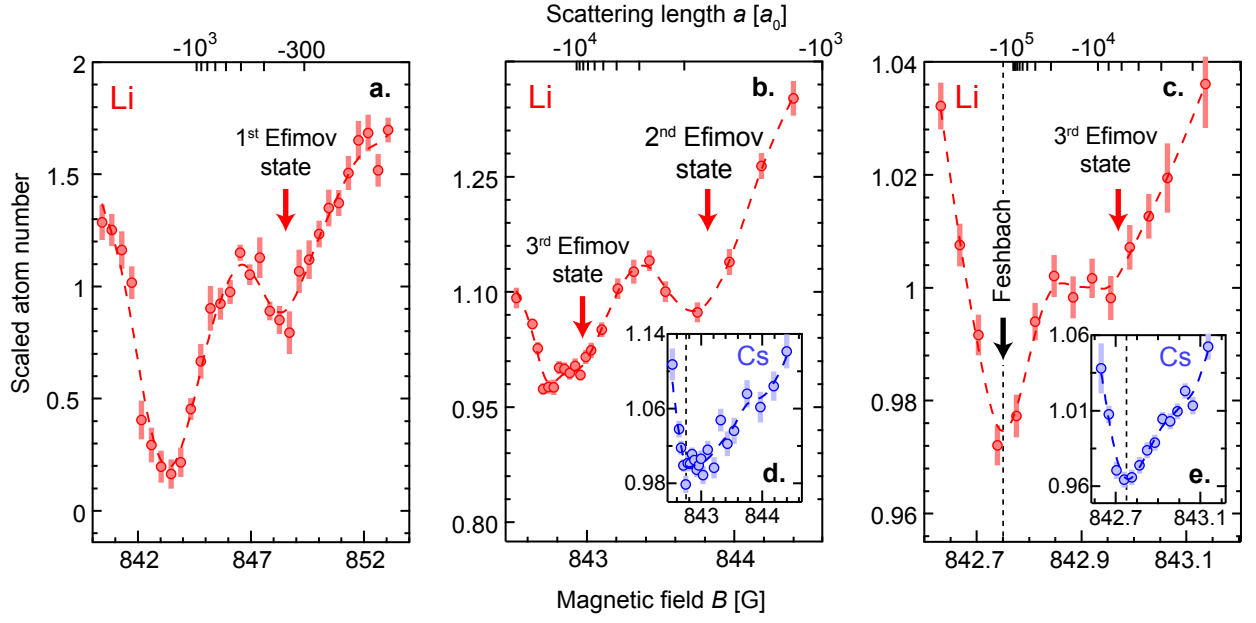 Scattering length a [a0]
-10^3
-300
-10^4
-10^3
-10^5
-10^4
2
1.5
1
0.5
0
Scaled atom number
Li
a.
1st Efimov
state
842
847
852
1.25
1.10
0.95
0.80
Li
b.
2nd Efimov
state
3rd Efimov
state
843
844
1.14
1.06
0.98
Cs
d.
843
844
1.04
1.02
1
0.98
0.96
Li
c.
3rd Efimov
state
Feshbach
842.7
842.9
843.1
1.06
1.01
0.96
Cs
e.
842.7
843.1
Magnetic field B [G]